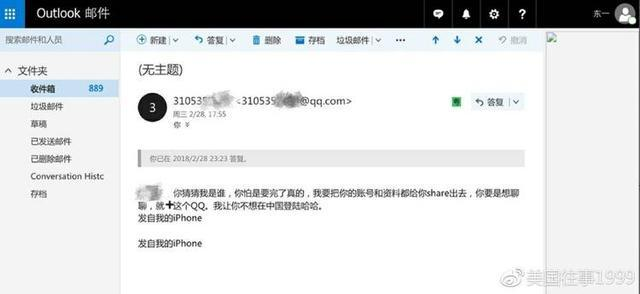 Outlook 邮件
东一
搜索邮件和人员
新建
答复
删除
存档
垃圾邮件
撤消
文件夹
收件箱 889
垃圾邮件
草稿
已发送邮件
已删除邮件
Conversation Histc
存档
(无主题)
3
310535 <310535 @qq.com>
周三 2/28, 17:55
你
答复
你已在 2018/2/28 23:23 答复。
你猜猜我是谁，你怕是要完了真的，我要把你的账号和资料都给你share出去，你要是想聊
聊，就➕这个QQ。我让你不想在中国登陆哈哈。
发自我的iPhone
发自我的iPhone
美国往事1999